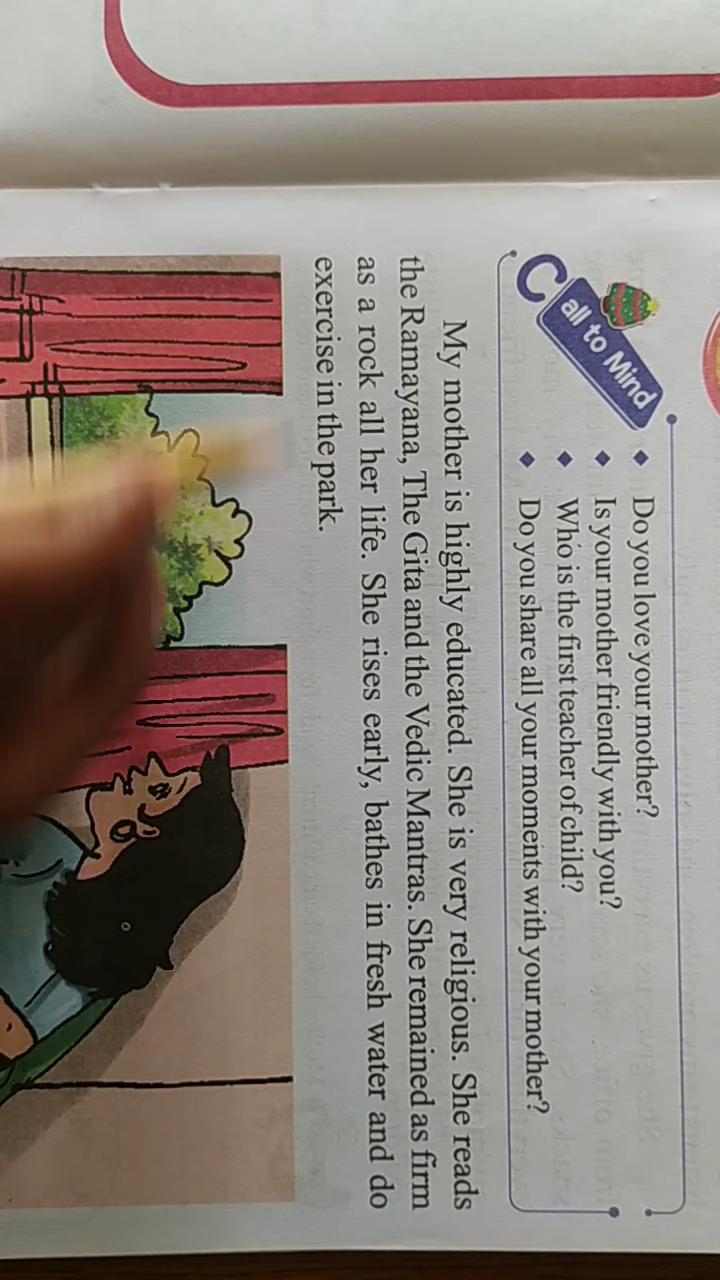 Call to Mind
Do you love your mother?
Is your mother friendly with you?
Who is the first teacher of child?
Do you share all your moments with your mother?
My mother is highly educated. She is very religious. She reads
the Ramayana, The Gita and the Vedic Mantras. She remained as firm
as a rock all her life. She rises early, bathes in fresh water and do
exercise in the park.